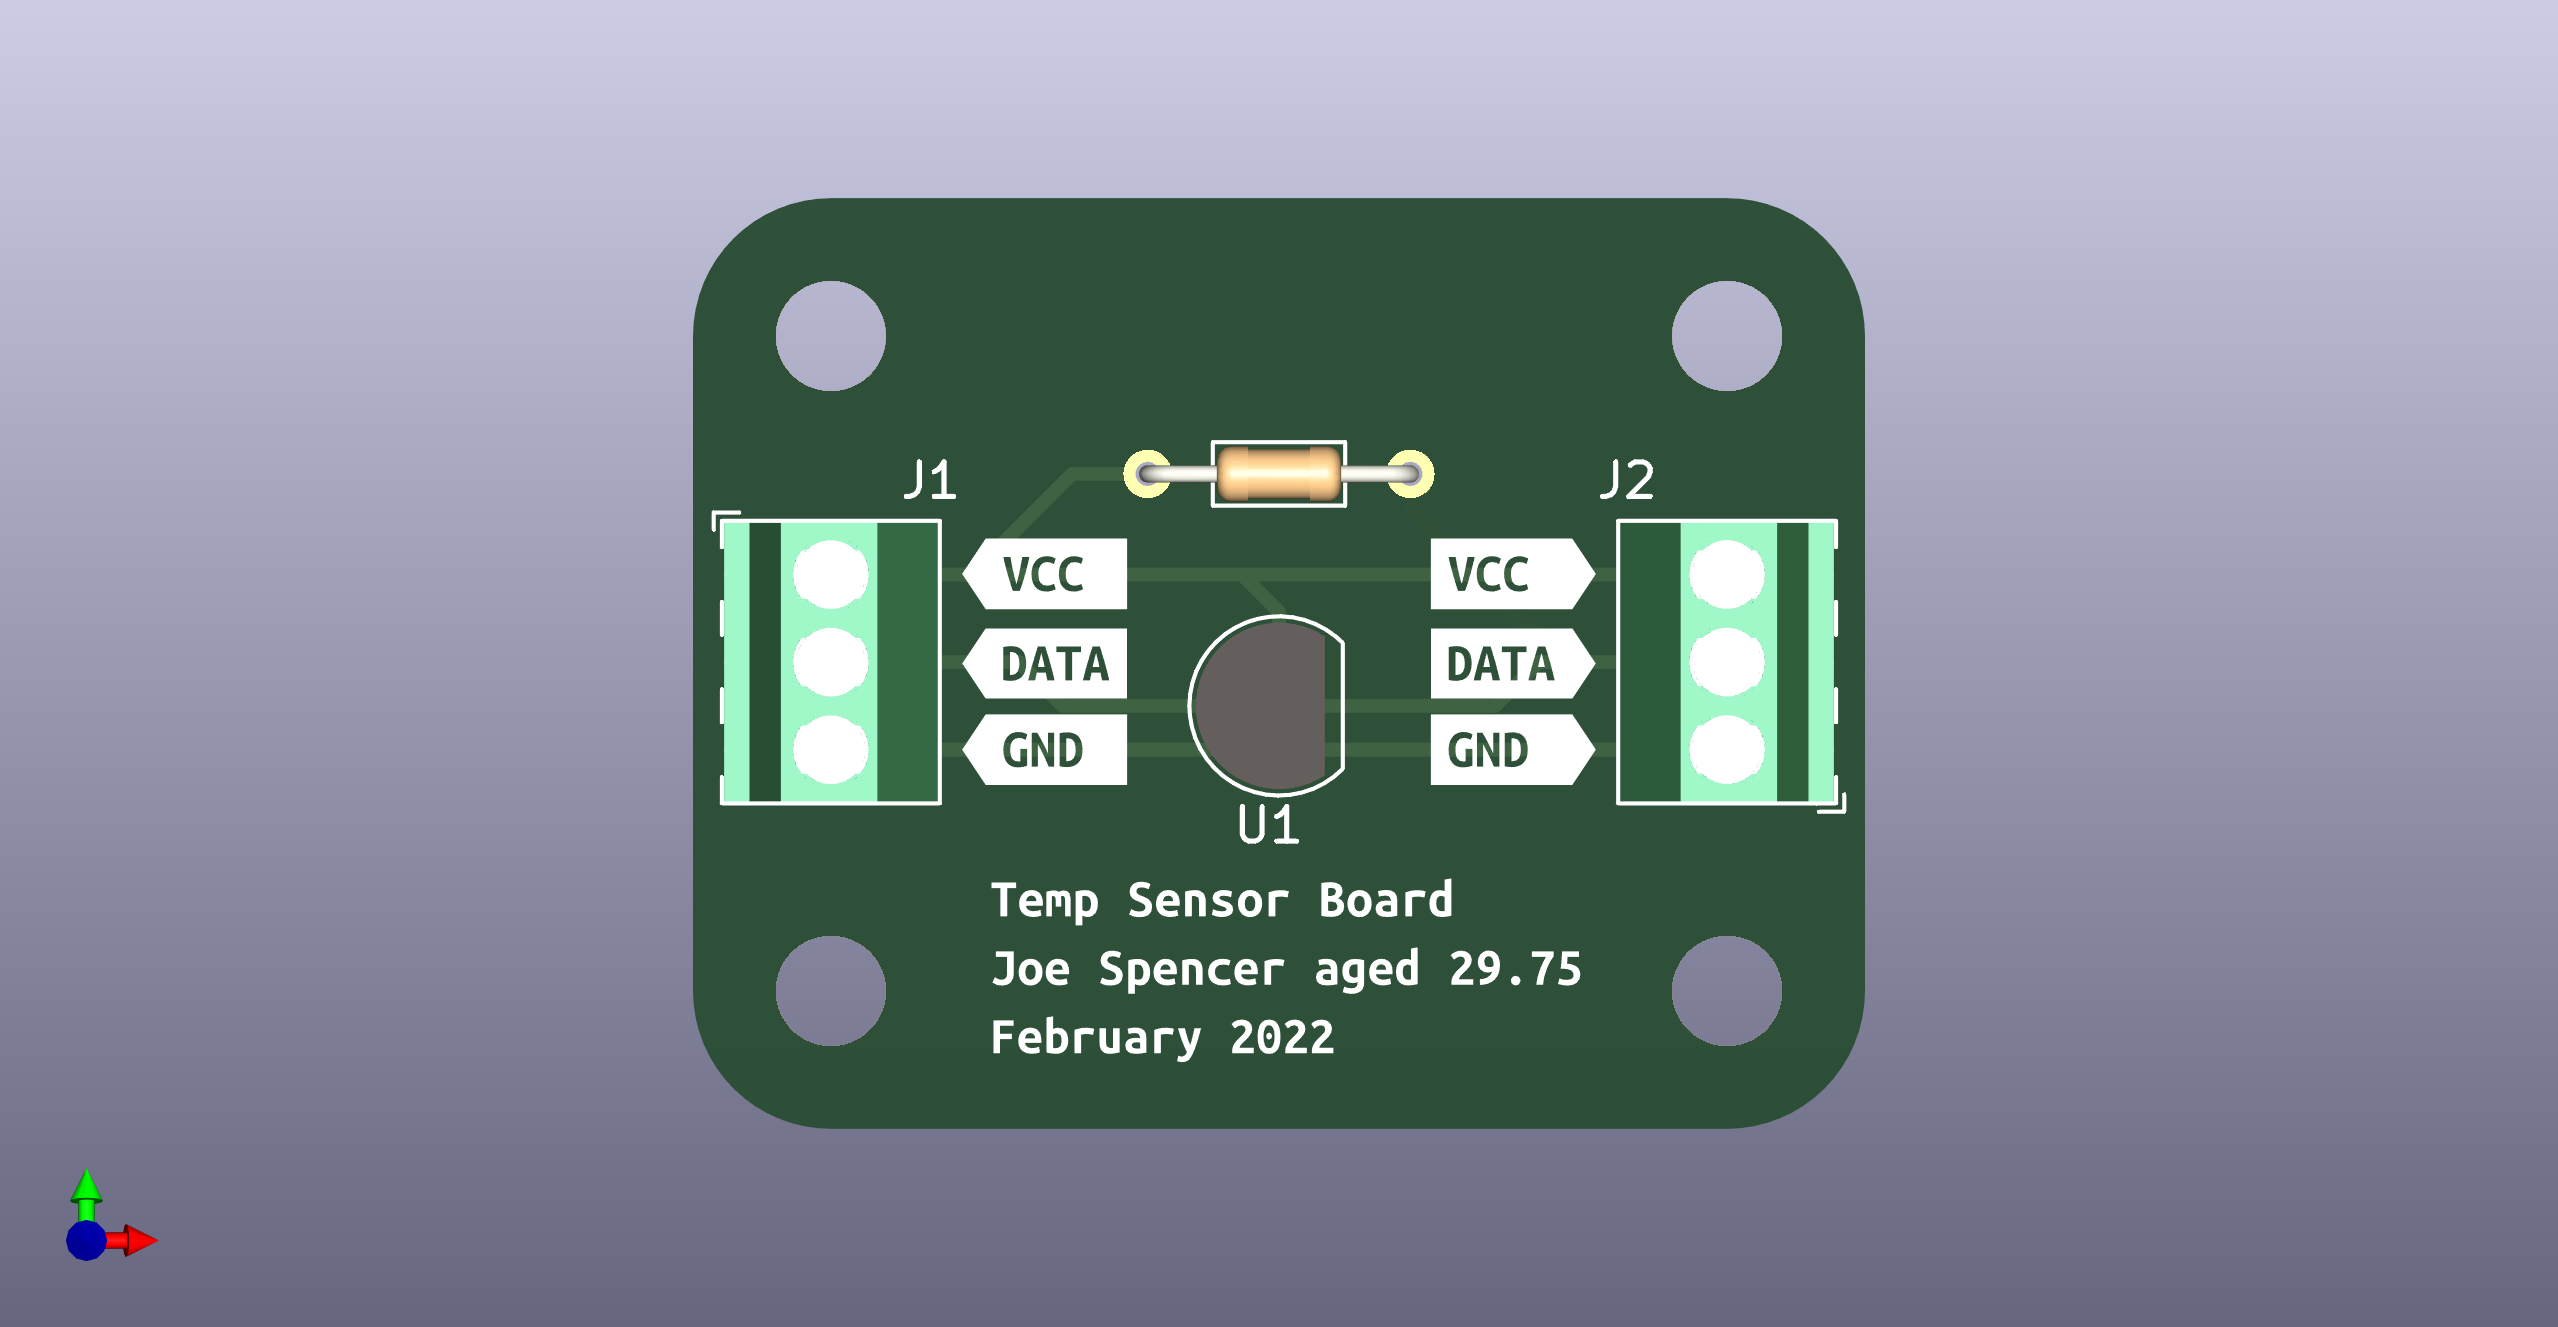 J1
J2
VCC
VCC
DATA
DATA
GND
GND
U1
Temp Sensor Board
Joe Spencer aged 29.75
February 2022